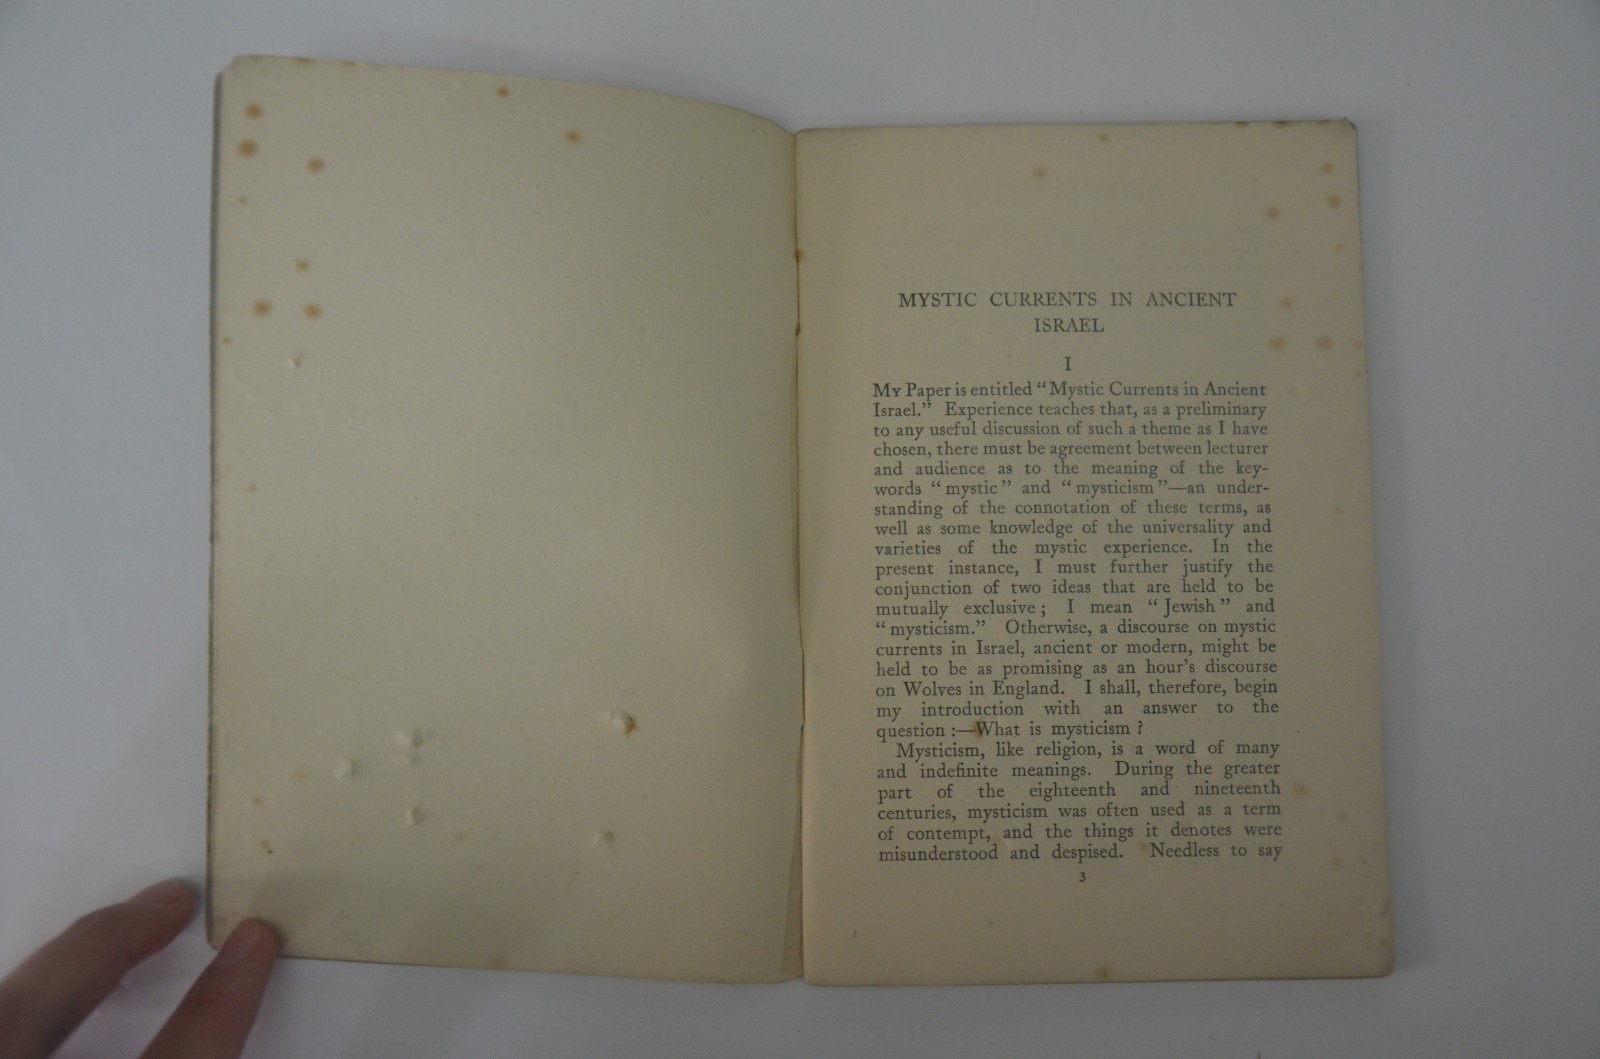 MYSTIC CURRENTS IN ANCIENT
ISRAEL
I
MY Paper is entitled “Mystic Currents in Ancient
Israel.” Experience teaches that, as a preliminary
to any useful discussion of such a theme as I have
chosen, there must be agreement between lecturer
and audience as to the meaning of the key-
words “mystic” and “mysticism”—an under-
standing of the connotation of these terms, as
well as some knowledge of the universality and
varieties of the mystic experience. In the
present instance, I must further justify the
conjunction of two ideas that are held to be
mutually exclusive; I mean “Jewish” and
“mysticism.” Otherwise, a discourse on mystic
currents in Israel, ancient or modern, might be
held to be as promising as an hour’s discourse
on Wolves in England. I shall, therefore, begin
my introduction with an answer to the
question :—What is mysticism ?
Mysticism, like religion, is a word of many
and indefinite meanings. During the greater
part of the eighteenth and nineteenth
centuries, mysticism was often used as a term
of contempt, and the things it denotes were
misunderstood and despised. Needless to say
3